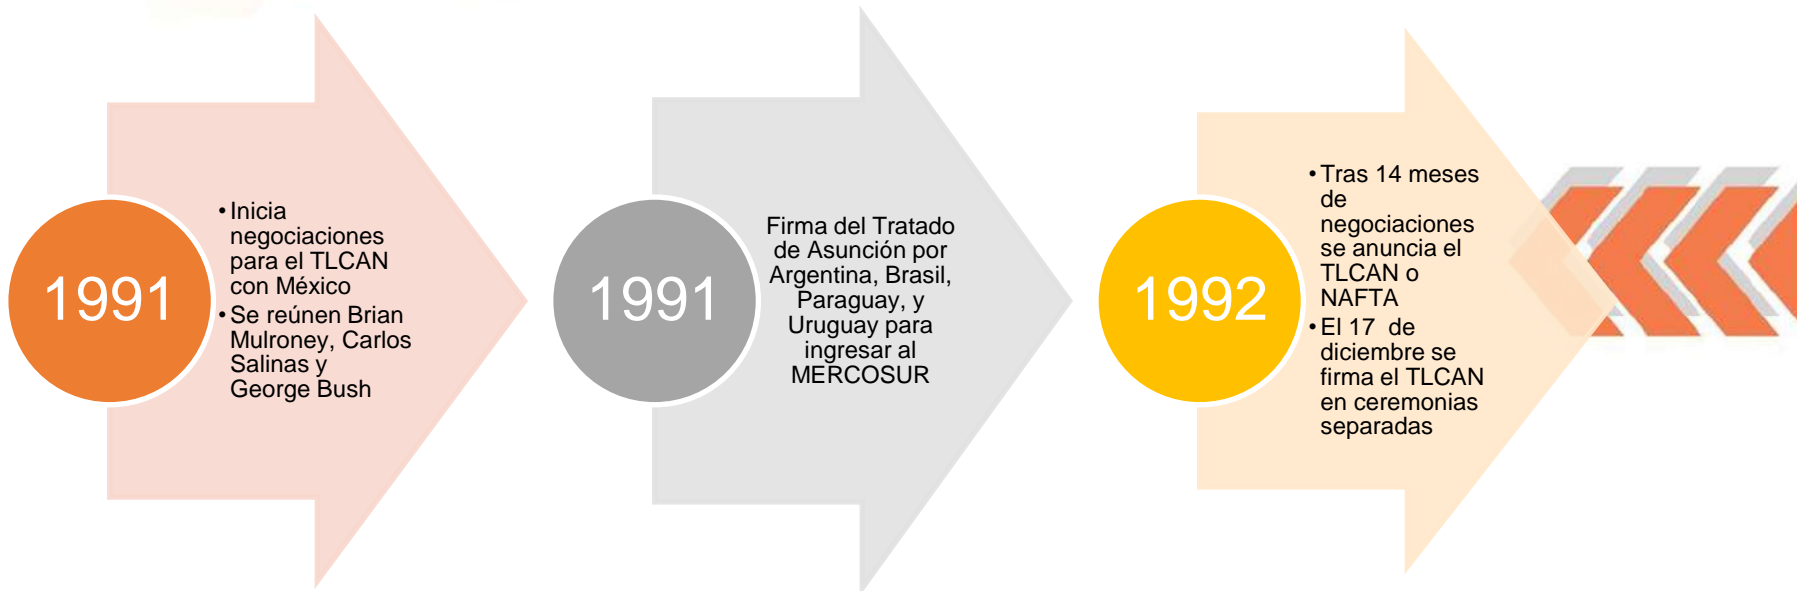 1991
•Inicia
negociaciones
para el TLCAN
con México
•Se reúnen Brian
Mulroney, Carlos
Salinas y
George Bush
1991
Firma del Tratado
de Asunción por
Argentina, Brasil,
Paraguay, y
Uruguay para
ingresar al
MERCOSUR
1992
•Tras 14 meses
de
negociaciones
se anuncia el
TLCAN o
NAFTA
•El 17 de
diciembre se
firma el TLCAN
en ceremonias
separadas